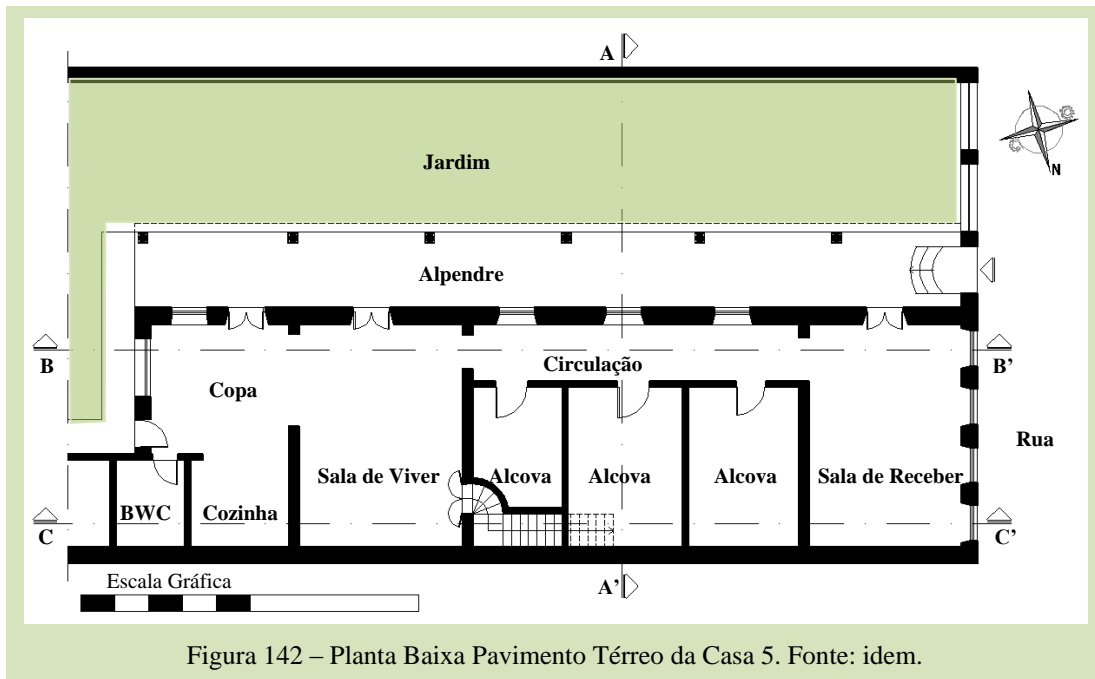 A
Jardim
N
Alpendre
B
Circulação
B’
Copa
Rua
Sala de Viver
Alcova
Alcova
Alcova
Sala de Receber
BWC
Cozinha
C
C’
Escala Gráfica
A’
Figura 142 – Planta Baixa Pavimento Térreo da Casa 5. Fonte: idem.